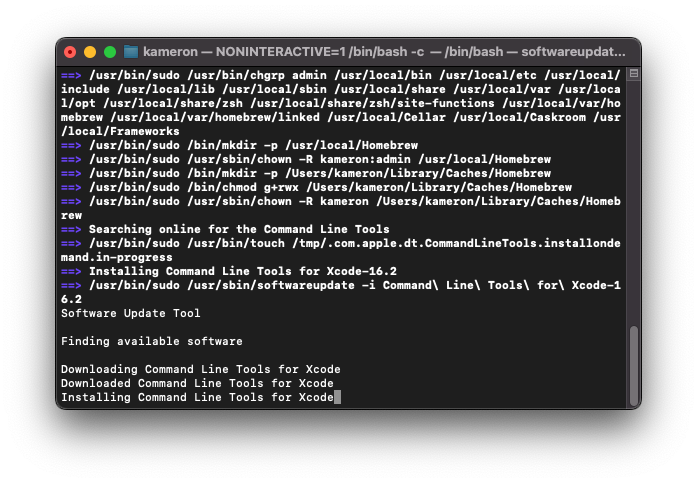 kameron — NONINTERACTIVE=1 /bin/bash -c — /bin/bash — softwareupdat...
==> /usr/bin/sudo /usr/bin/chgrp admin /usr/local/bin /usr/local/etc /usr/local/
include /usr/local/lib /usr/local/sbin /usr/local/share /usr/local/var /usr/loca
l/opt /usr/local/share/zsh /usr/local/share/zsh/site-functions /usr/local/var/ho
mebrew /usr/local/var/homebrew/linked /usr/local/Cellar /usr/local/Caskroom /usr
/local/Frameworks
==> /usr/bin/sudo /bin/mkdir -p /usr/local/Homebrew
==> /usr/bin/sudo /usr/sbin/chown -R kameron:admin /usr/local/Homebrew
==> /usr/bin/sudo /bin/mkdir -p /Users/kameron/Library/Caches/Homebrew
==> /usr/bin/sudo /bin/chmod g+rwx /Users/kameron/Library/Caches/Homebrew
==> /usr/bin/sudo /usr/sbin/chown -R kameron /Users/kameron/Library/Caches/Homeb
rew
==> Searching online for the Command Line Tools
==> /usr/bin/sudo /usr/bin/touch /tmp/.com.apple.dt.CommandLineTools.installonde
mand.in-progress
==> Installing Command Line Tools for Xcode-16.2
==> /usr/bin/sudo /usr/sbin/softwareupdate -i Command\ Line\ Tools\ for\ Xcode-1
6.2
Software Update Tool
Finding available software
Downloading Command Line Tools for Xcode
Downloaded Command Line Tools for Xcode
Installing Command Line Tools for Xcode